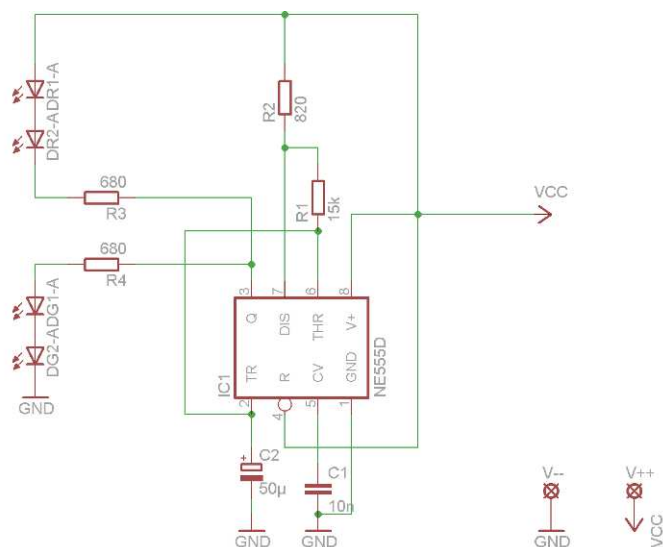 DR2-ADR1-A
R2
820
680
R3
R1
15k
VCC
680
R4
DG2-ADG1-A
GND
3
7
6
8
Q
DIS
THR
V+
IC1
NE555D
TR
R
CV
GND
2
4
5
1
+
C2
50µ
C1
10n
GND
GND
V--
V++
GND
VCC